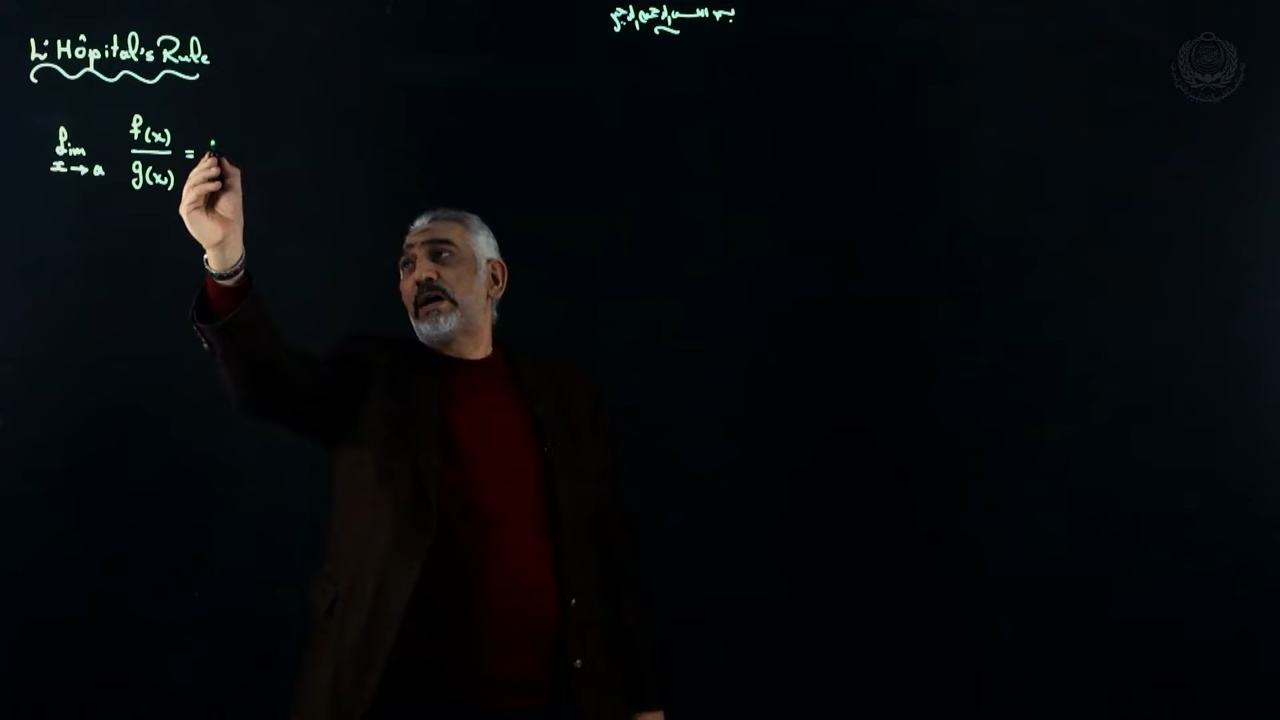 بسم الله الرحمن الرحيم
L'Hôpital's Rule
lim x→a f(x)/g(x) =